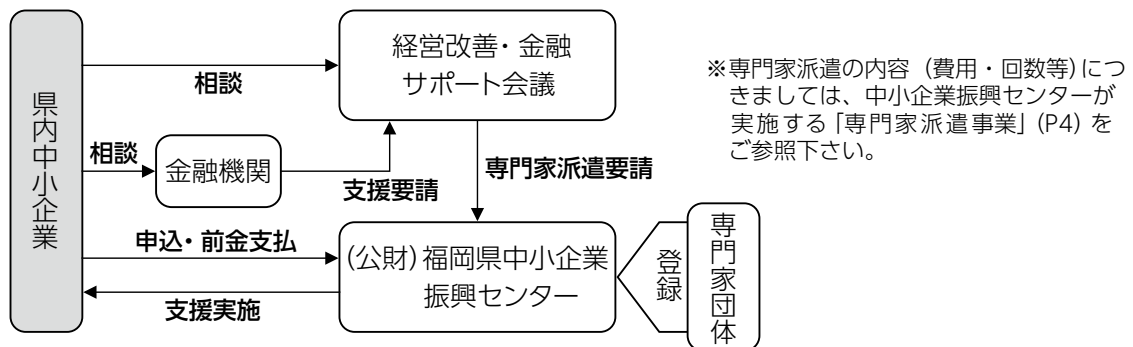 県内中小企業
経営改善・金融
サポート会議
相談
相談
金融機関
支援要請
専門家派遣要請
申込・前金支払
(公財)福岡県中小企業
振興センター
支援実施
登録
専門家団体
※専門家派遣の内容（費用・回数等)につ
きましては、中小企業振興センターが
実施する「専門家派遣事業」(P4) を
ご参照下さい。